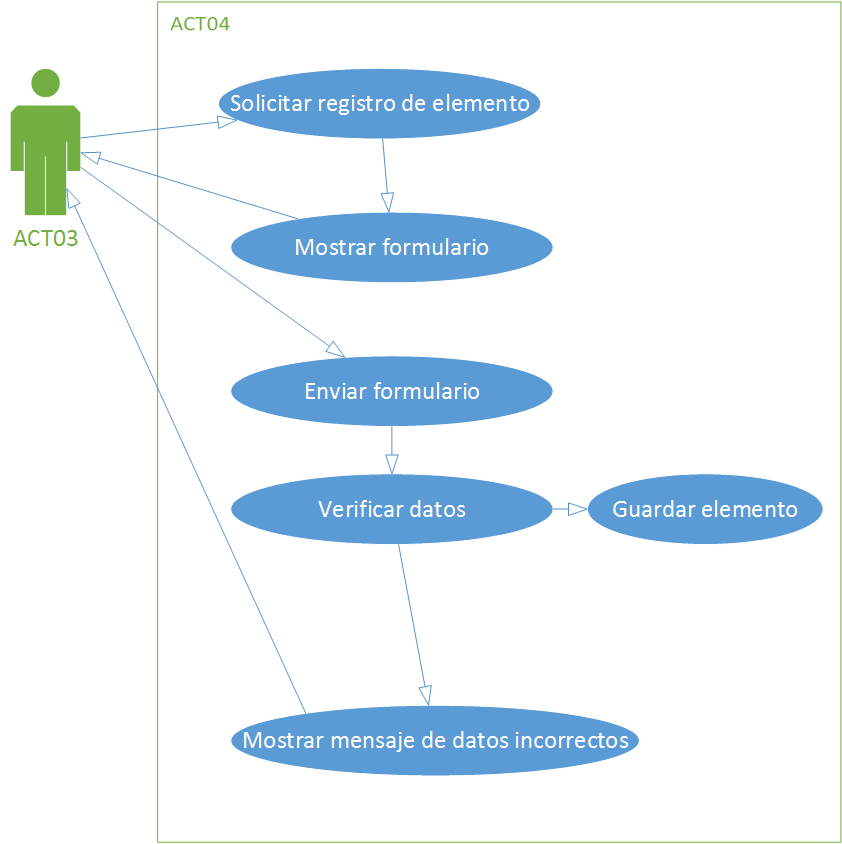 ACT04
Solicitar registro de elemento
Mostrar formulario
ACT03
Enviar formulario
Verificar datos
Guardar elemento
Mostrar mensaje de datos incorrectos